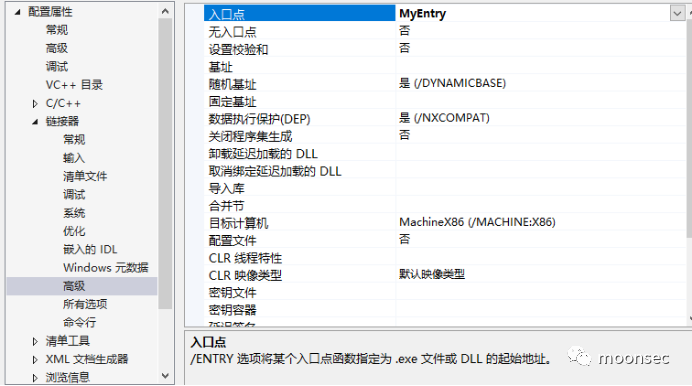 配置属性
常规
高级
调试
VC++ 目录
C/C++
链接器
常规
输入
清单文件
调试
系统
优化
嵌入的 IDL
Windows 元数据
高级
所有选项
命令行
清单工具
XML 文档生成器
浏览信息
入口点 MyEntry
无入口点 否
设置校验和 否
基址
随机基址 是 (/DYNAMICBASE)
固定基址
数据执行保护(DEP) 是 (/NXCOMPAT)
关闭程序集生成 否
卸载延迟加载的 DLL
取消绑定延迟加载的 DLL
导入库
合并节
目标计算机 MachineX86 (/MACHINE:X86)
配置文件 否
CLR 线程特性
CLR 映像类型 默认映像类型
密钥文件
密钥容器
入口点
/ENTRY 选项将某个入口点函数指定为 .exe 文件或 DLL 的起始地址。
moonsec